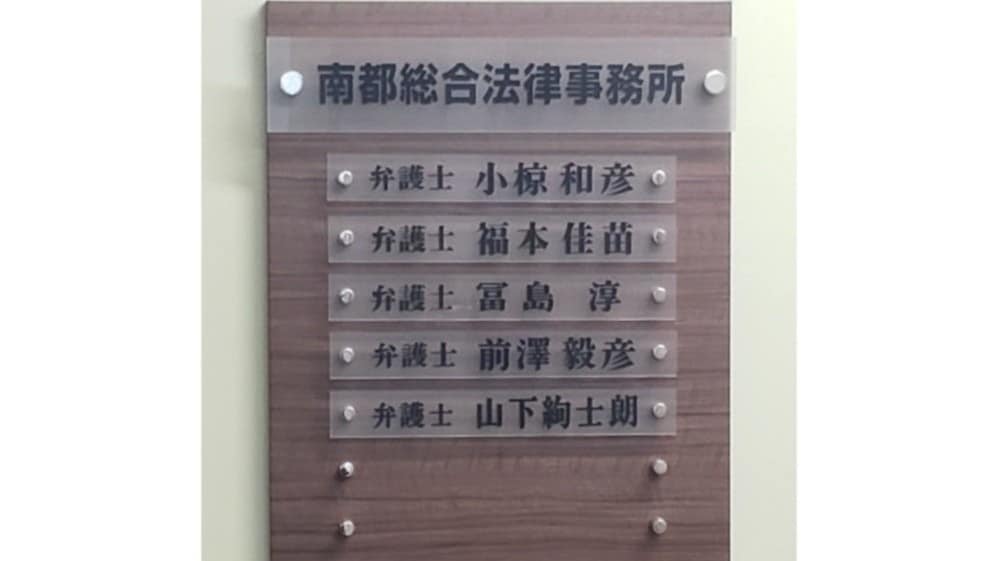 南都総合法律事務所
弁護士 小椋和彦
弁護士 福本佳苗
弁護士 冨島 淳
弁護士 前澤毅彦
弁護士 山下絢士朗